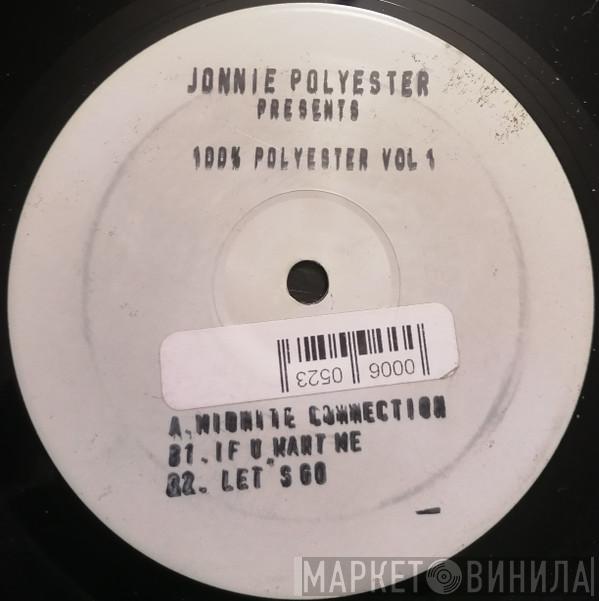 JONNIE POLYESTER
PRESENTS
100% POLYESTER VOL 1
0006 0523
A. MIDNITE CONNECTION
B1. IF U WANT ME
B2. LET'S GO
МАРКЕТ ВИНИЛА